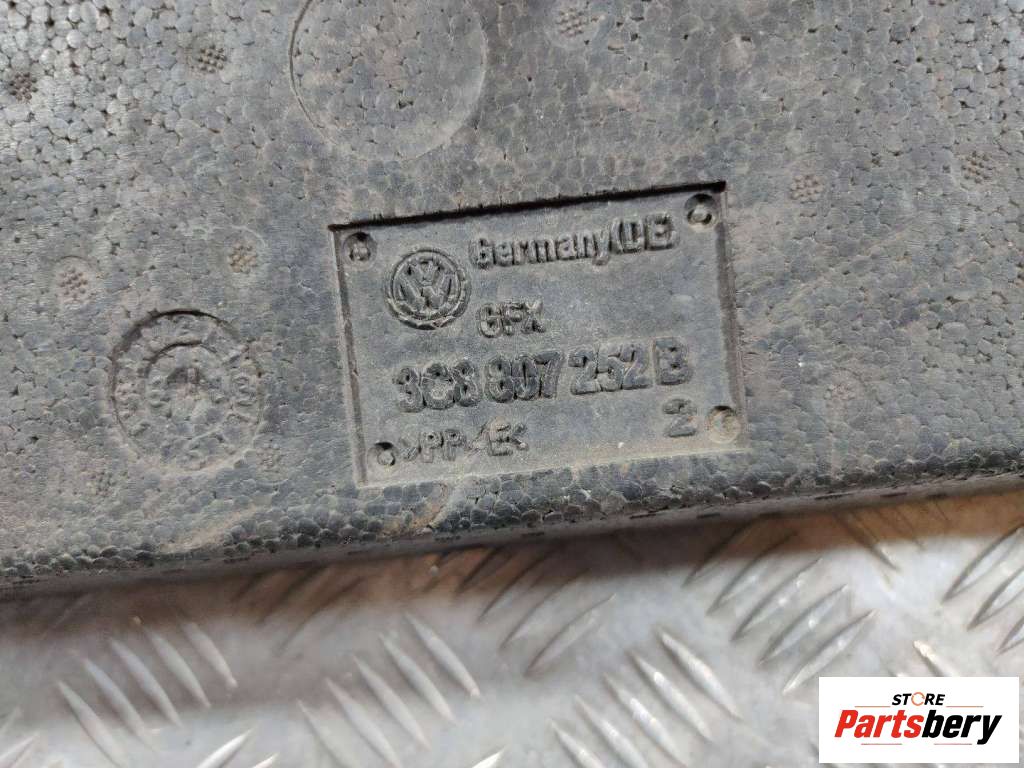 Germany(DE)
GFX
3C8 807 252 B
>PP-E<
2
STORE
Partsbery